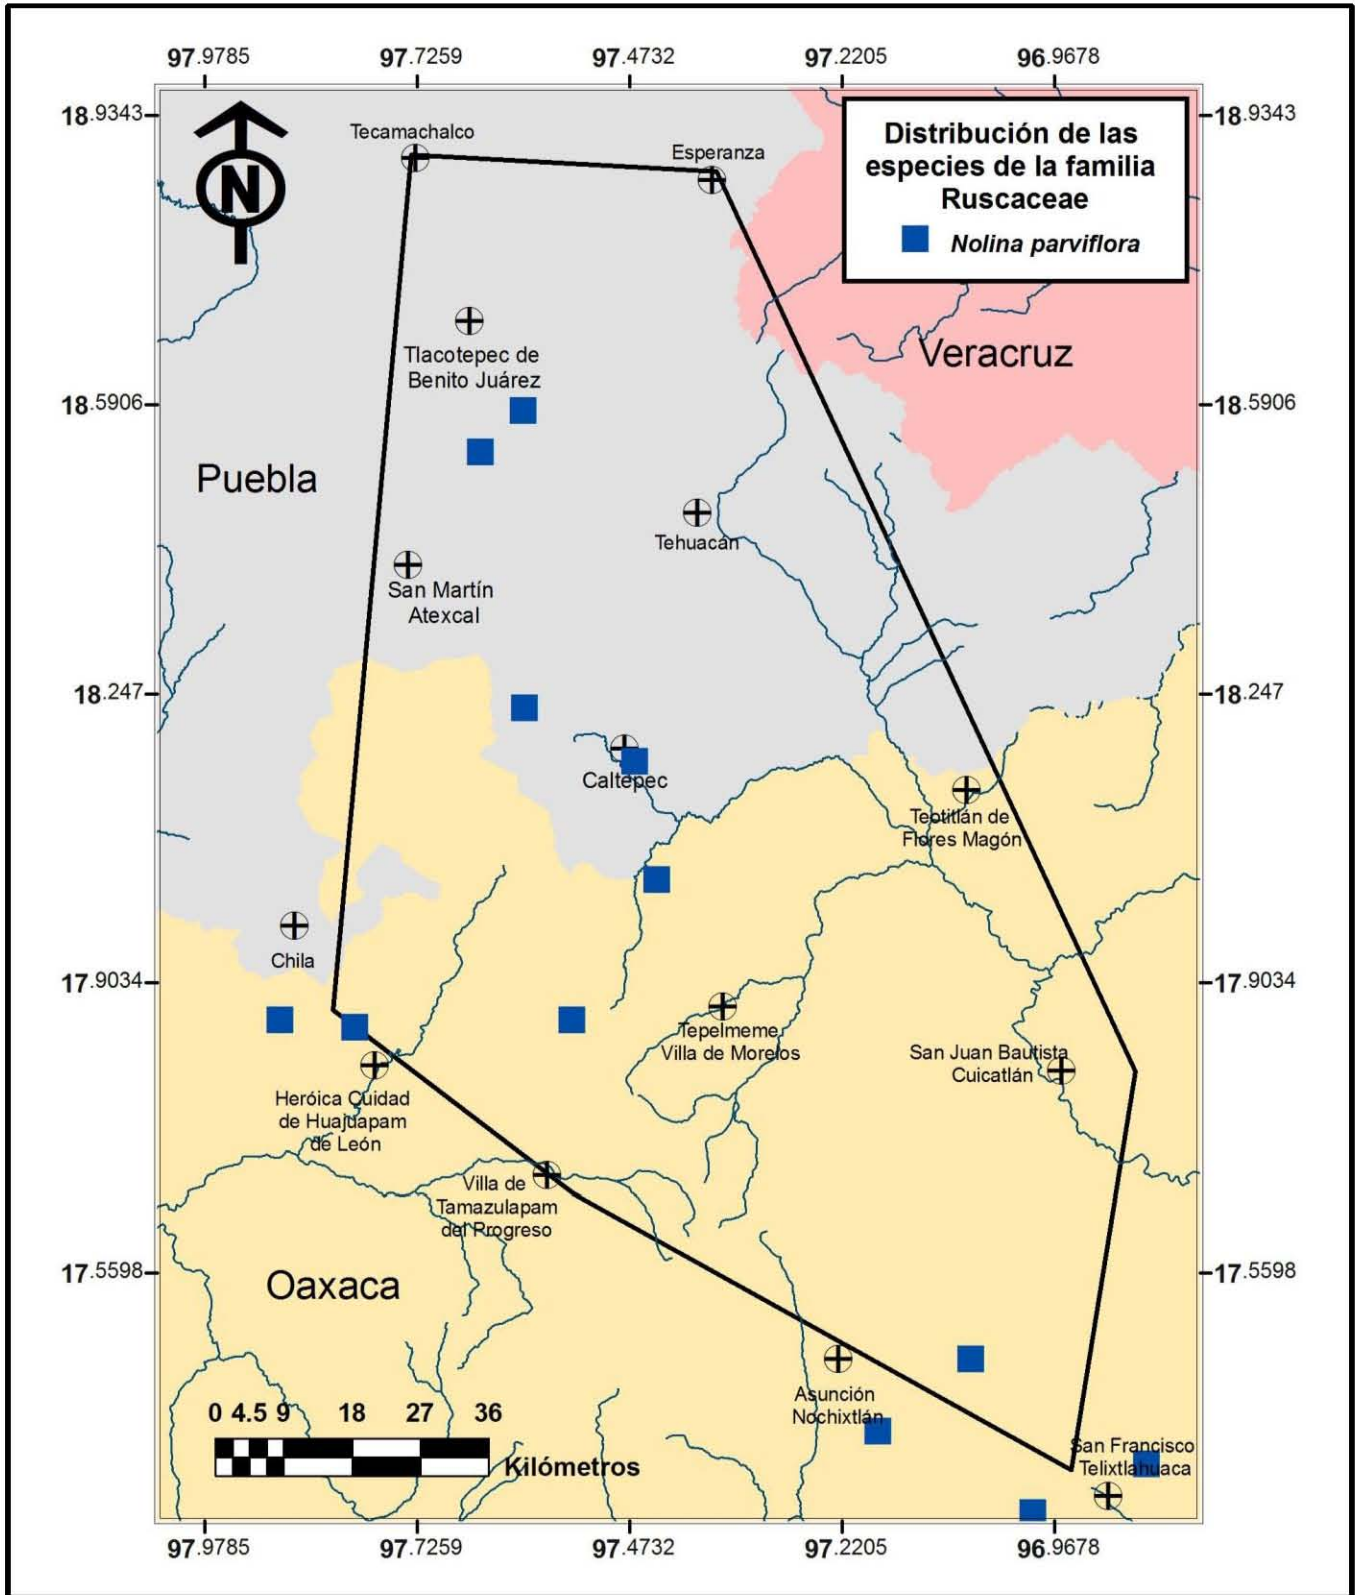 97.9785 97.7259 97.4732 97.2205 96.9678
18.9343
18.9343
Distribución de las
especies de la familia
Ruscaceae
Nolina parviflora
N
Tecamachalco
Esperanza
Tlacotepec de
Benito Juárez
Veracruz
18.5906
18.5906
Puebla
Tehuacán
San Martín
Atexcal
18.247
18.247
Caltepec
Teotitlán de
Flores Magón
Chila
17.9034
17.9034
Tepelmeme
Villa de Morelos
San Juan Bautista
Cuicatlán
Heróica Cuidad
de Huajuapam
de León
Villa de
Tamazulapam
del Progreso
17.5598
17.5598
Oaxaca
Asunción
Nochixtlán
0 4.5 9 18 27 36
Kilómetros
San Francisco
Telixtlahuaca
97.9785 97.7259 97.4732 97.2205 96.9678